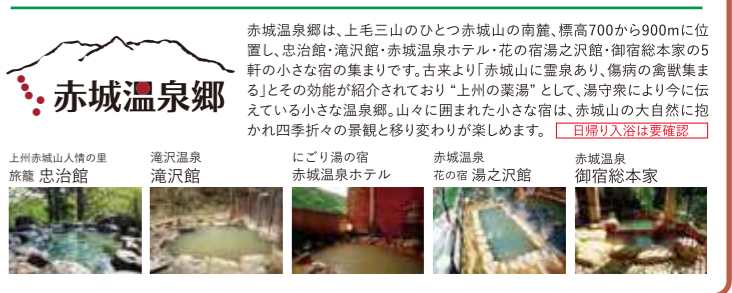 赤城温泉郷
赤城温泉郷は、上毛三山のひとつ赤城山の南麓、標高700から900mに位
置し、忠治館・滝沢館・赤城温泉ホテル・花の宿湯之沢館・御宿総本家の5
軒の小さな宿の集まりです。古来より「赤城山に霊泉あり、傷病の禽獣集ま
る」とその効能が紹介されており“上州の薬湯”として、湯守衆により今に伝
えている小さな温泉郷。山々に囲まれた小さな宿は、赤城山の大自然に抱
かれ四季折々の景観と移り変わりが楽しめます。 日帰り入浴は要確認
上州赤城山人情の里
旅籠 忠治館
滝沢温泉
滝沢館
にごり湯の宿
赤城温泉ホテル
赤城温泉
花の宿 湯之沢館
赤城温泉
御宿総本家